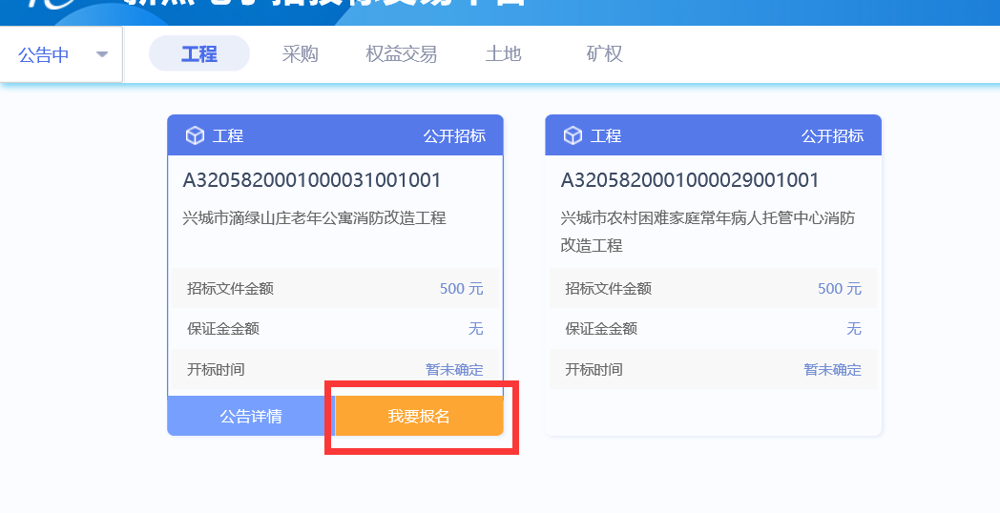 公告中
工程
采购
权益交易
土地
矿权
工程
公开招标
A3205820001000031001001
兴城市滴绿山庄老年公寓消防改造工程
招标文件金额
500 元
保证金金额
无
开标时间
暂未确定
公告详情
我要报名
工程
公开招标
A3205820001000029001001
兴城市农村困难家庭常年病人托管中心消防
改造工程
招标文件金额
500 元
保证金金额
无
开标时间
暂未确定